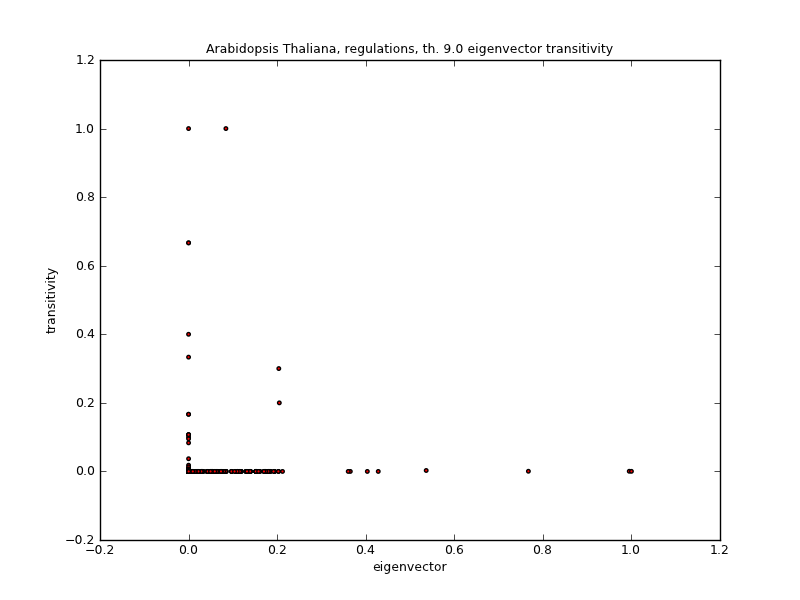 Arabidopsis Thaliana, regulations, th. 9.0 eigenvector transitivity
1.2
1.0
0.8
0.6
0.4
0.2
0.0
−0.2
transitivity
−0.2 0.0 0.2 0.4 0.6 0.8 1.0 1.2
eigenvector